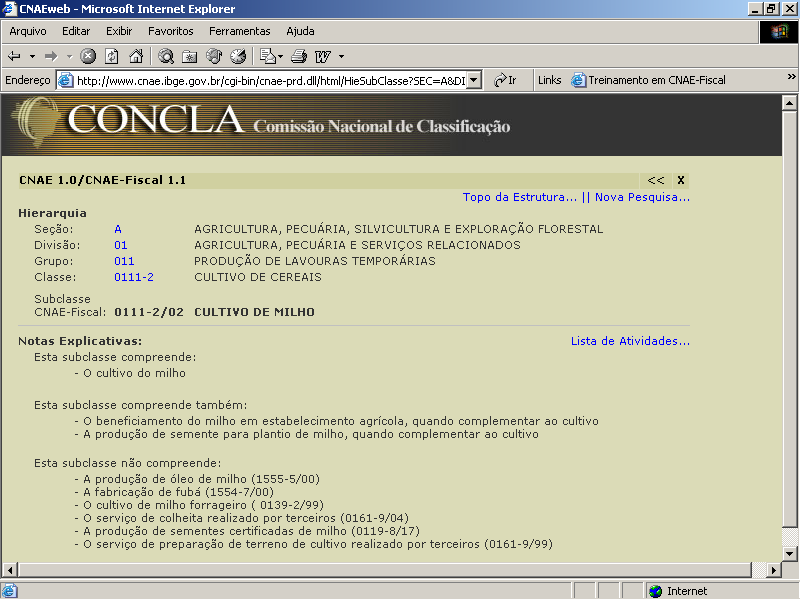 CNAEweb - Microsoft Internet Explorer
Arquivo Editar Exibir Favoritos Ferramentas Ajuda
Endereço http://www.cnae.ibge.gov.br/cgi-bin/cnae-prd.dll/html/HieSubClasse?SEC=A&DI Ir Links Treinamento em CNAE-Fiscal »
CONCLA Comissão Nacional de Classificação
CNAE 1.0/CNAE-Fiscal 1.1 << X
Topo da Estrutura... || Nova Pesquisa...
Hierarquia
Seção: A AGRICULTURA, PECUÁRIA, SILVICULTURA E EXPLORAÇÃO FLORESTAL
Divisão: 01 AGRICULTURA, PECUÁRIA E SERVIÇOS RELACIONADOS
Grupo: 011 PRODUÇÃO DE LAVOURAS TEMPORÁRIAS
Classe: 0111-2 CULTIVO DE CEREAIS
Subclasse
CNAE-Fiscal: 0111-2/02 CULTIVO DE MILHO
Notas Explicativas: Lista de Atividades...
Esta subclasse compreende:
- O cultivo do milho
Esta subclasse compreende também:
- O beneficiamento do milho em estabelecimento agrícola, quando complementar ao cultivo
- A produção de semente para plantio de milho, quando complementar ao cultivo
Esta subclasse não compreende:
- A produção de óleo de milho (1555-5/00)
- A fabricação de fubá (1554-7/00)
- O cultivo de milho forrageiro ( 0139-2/99)
- O serviço de colheita realizado por terceiros (0161-9/04)
- A produção de sementes certificadas de milho (0119-8/17)
- O serviço de preparação de terreno de cultivo realizado por terceiros (0161-9/99)
Internet